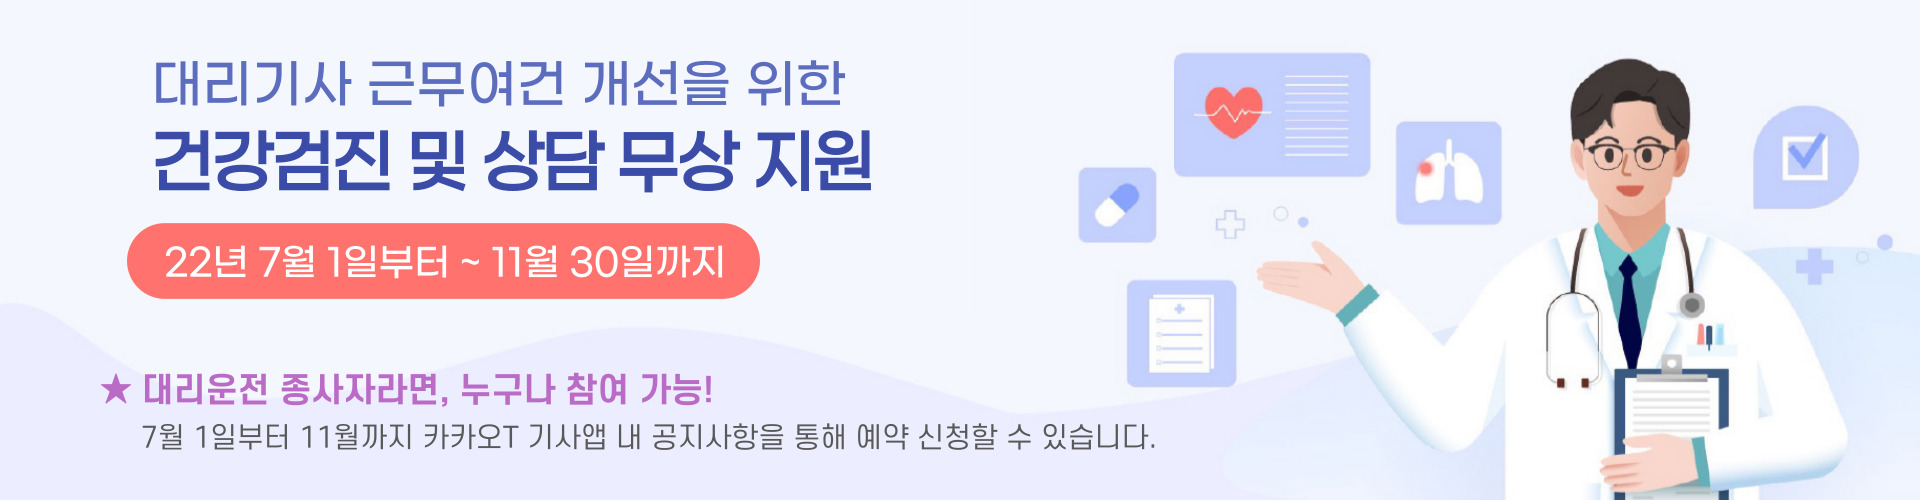 대리기사 근무여건 개선을 위한
건강검진 및 상담 무상 지원
22년 7월 1일부터 ~ 11월 30일까지
★ 대리운전 종사자라면, 누구나 참여 가능!
7월 1일부터 11월까지 카카오T 기사앱 내 공지사항을 통해 예약 신청할 수 있습니다.